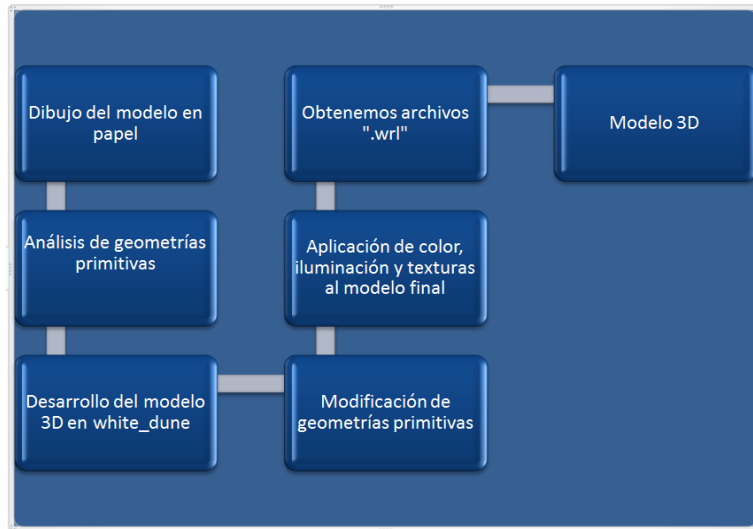 Dibujo del modelo en
papel
Análisis de geometrías
primitivas
Desarrollo del modelo
3D en white_dune
Modificación de
geometrías primitivas
Aplicación de color,
iluminación y texturas
al modelo final
Obtenemos archivos
".wrl"
Modelo 3D